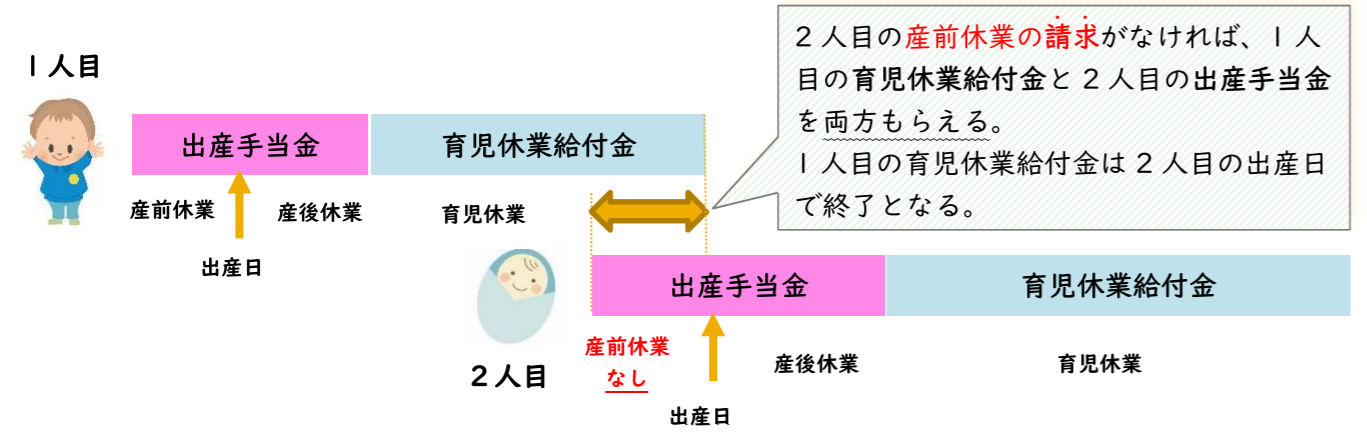 1人目
出産手当金
育児休業給付金
産前休業
産後休業
育児休業
出産日
2人目の産前休業の請求がなければ、1人
目の育児休業給付金と2人目の出産手当金
を両方もらえる。
1人目の育児休業給付金は2人目の出産日
で終了となる。
2人目
出産手当金
育児休業給付金
産前休業
なし
産後休業
育児休業
出産日